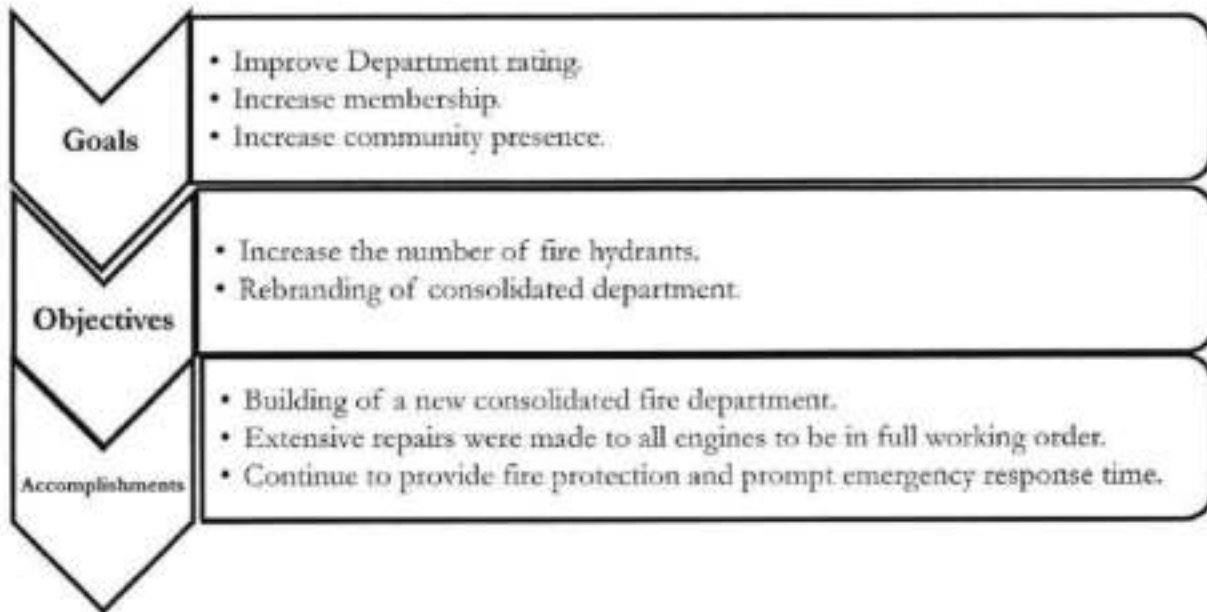 Goals
• Improve Department rating.
• Increase membership.
• Increase community presence.
Objectives
• Increase the number of fire hydrants.
• Rebranding of consolidated department.
Accomplishments
• Building of a new consolidated fire department.
• Extensive repairs were made to all engines to be in full working order.
• Continue to provide fire protection and prompt emergency response time.